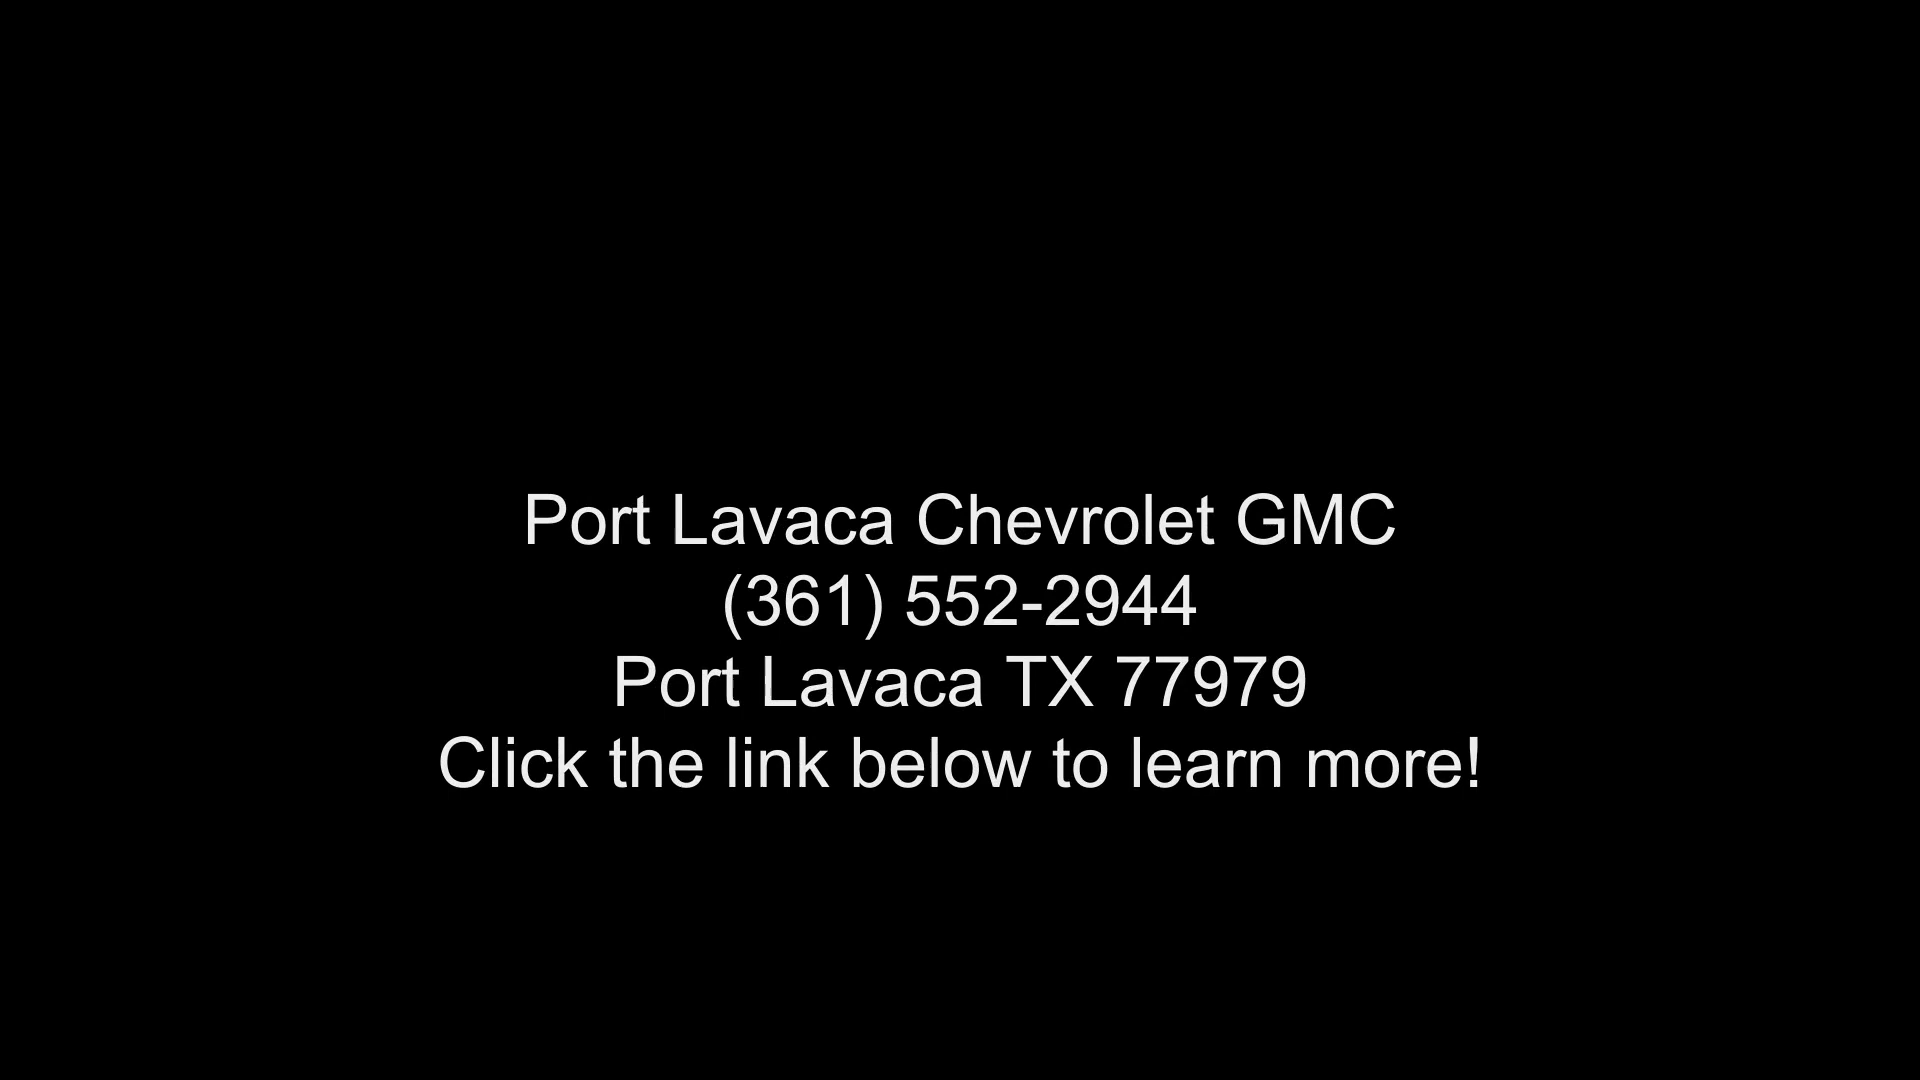 Port Lavaca Chevrolet GMC
(361) 552-2944
Port Lavaca TX 77979
Click the link below to learn more!